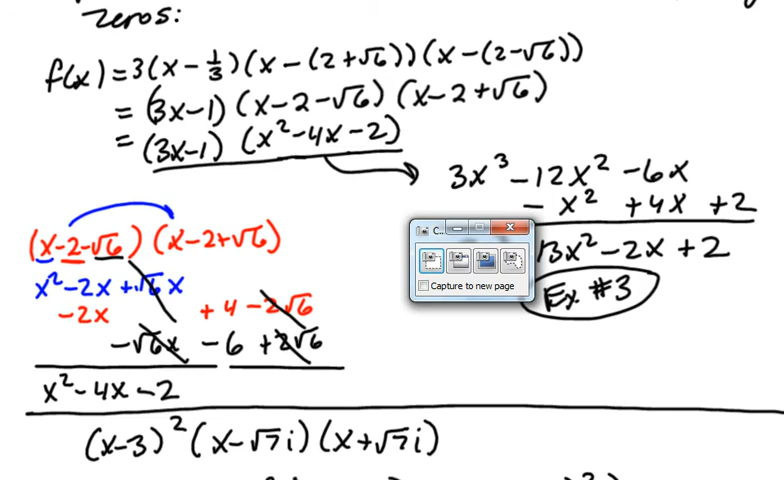 zeros:
f(x) = 3(x - 1/3)(x - (2+√6))(x - (2-√6))
= (3x-1) (x-2-√6) (x-2+√6)
= (3x-1) (x²-4x-2)
3x³ - 12x² - 6x
- x² + 4x + 2
13x² - 2x + 2
Ex #3
C...
Capture to new page
(x-2-√6)(x-2+√6)
x² - 2x + √6 x
-2x + 4 - 2√6
-√6x - 6 + 2√6
x² - 4x - 2
(x-3)² (x-√7i)(x+√7i)